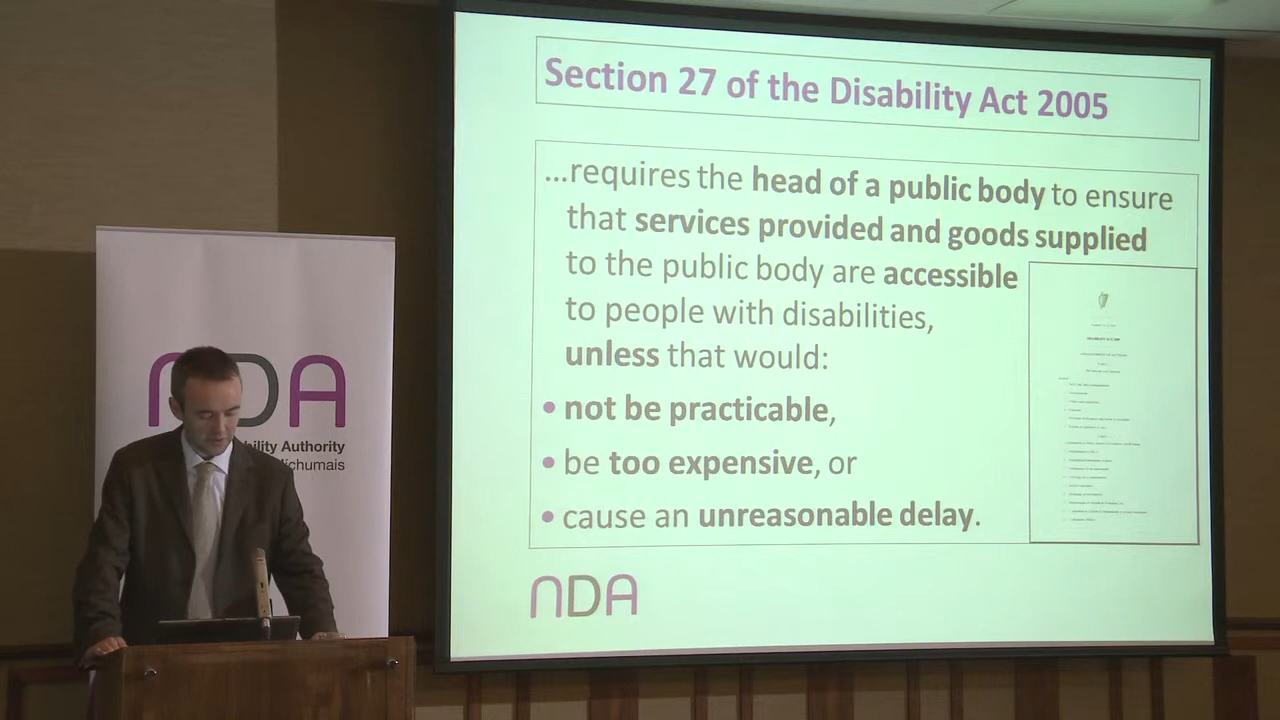 Section 27 of the Disability Act 2005
...requires the head of a public body to ensure
that services provided and goods supplied
to the public body are accessible
to people with disabilities,
unless that would:
• not be practicable,
• be too expensive, or
• cause an unreasonable delay.
NDA
NDA
bility Authority
íchumais